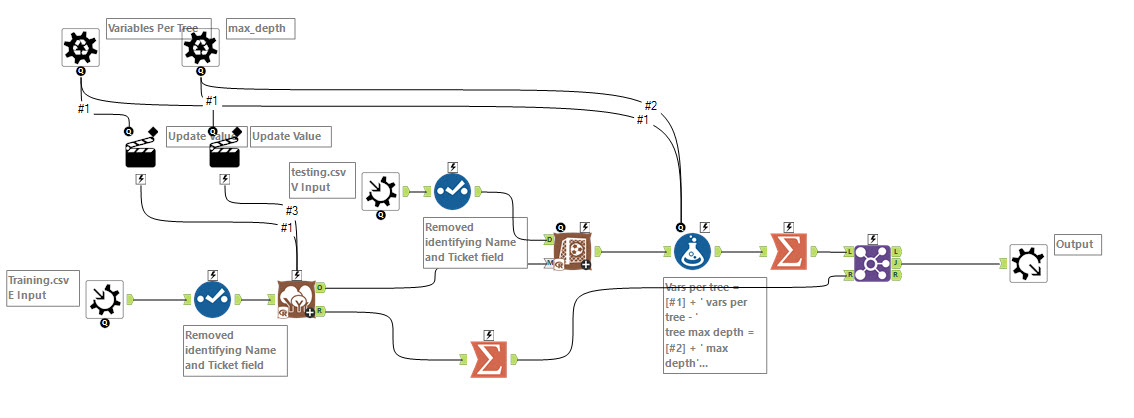 Variables Per Tree
max_depth
#1
#1
#2
#1
Update Value
Update Value
testing.csv
V Input
#3
#1
Removed
identifying Name
and Ticket field
Training.csv
E Input
Removed
identifying Name
and Ticket field
Vars per tree =
[#1] + ' vars per
tree - '
tree max depth =
[#2] + ' max
depth'...
Output
Q
Q
Q
Q
Q
D
M
Q
Q
L
R
L
J
R
Q
O
R
Q
CR
CR